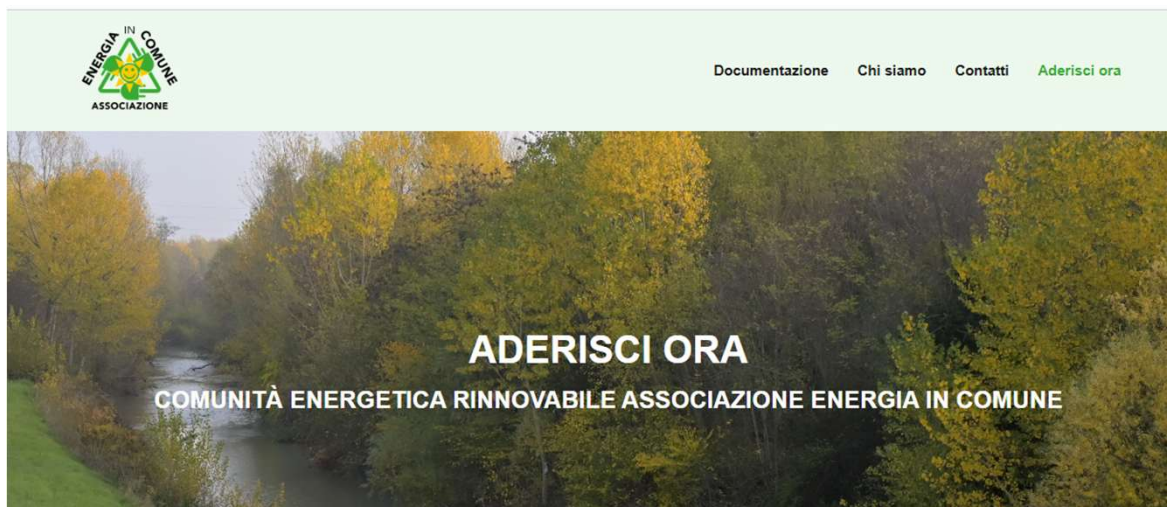 ENERGIA IN COMUNE
ASSOCIAZIONE
Documentazione Chi siamo Contatti Aderisci ora
ADERISCI ORA
COMUNITÀ ENERGETICA RINNOVABILE ASSOCIAZIONE ENERGIA IN COMUNE